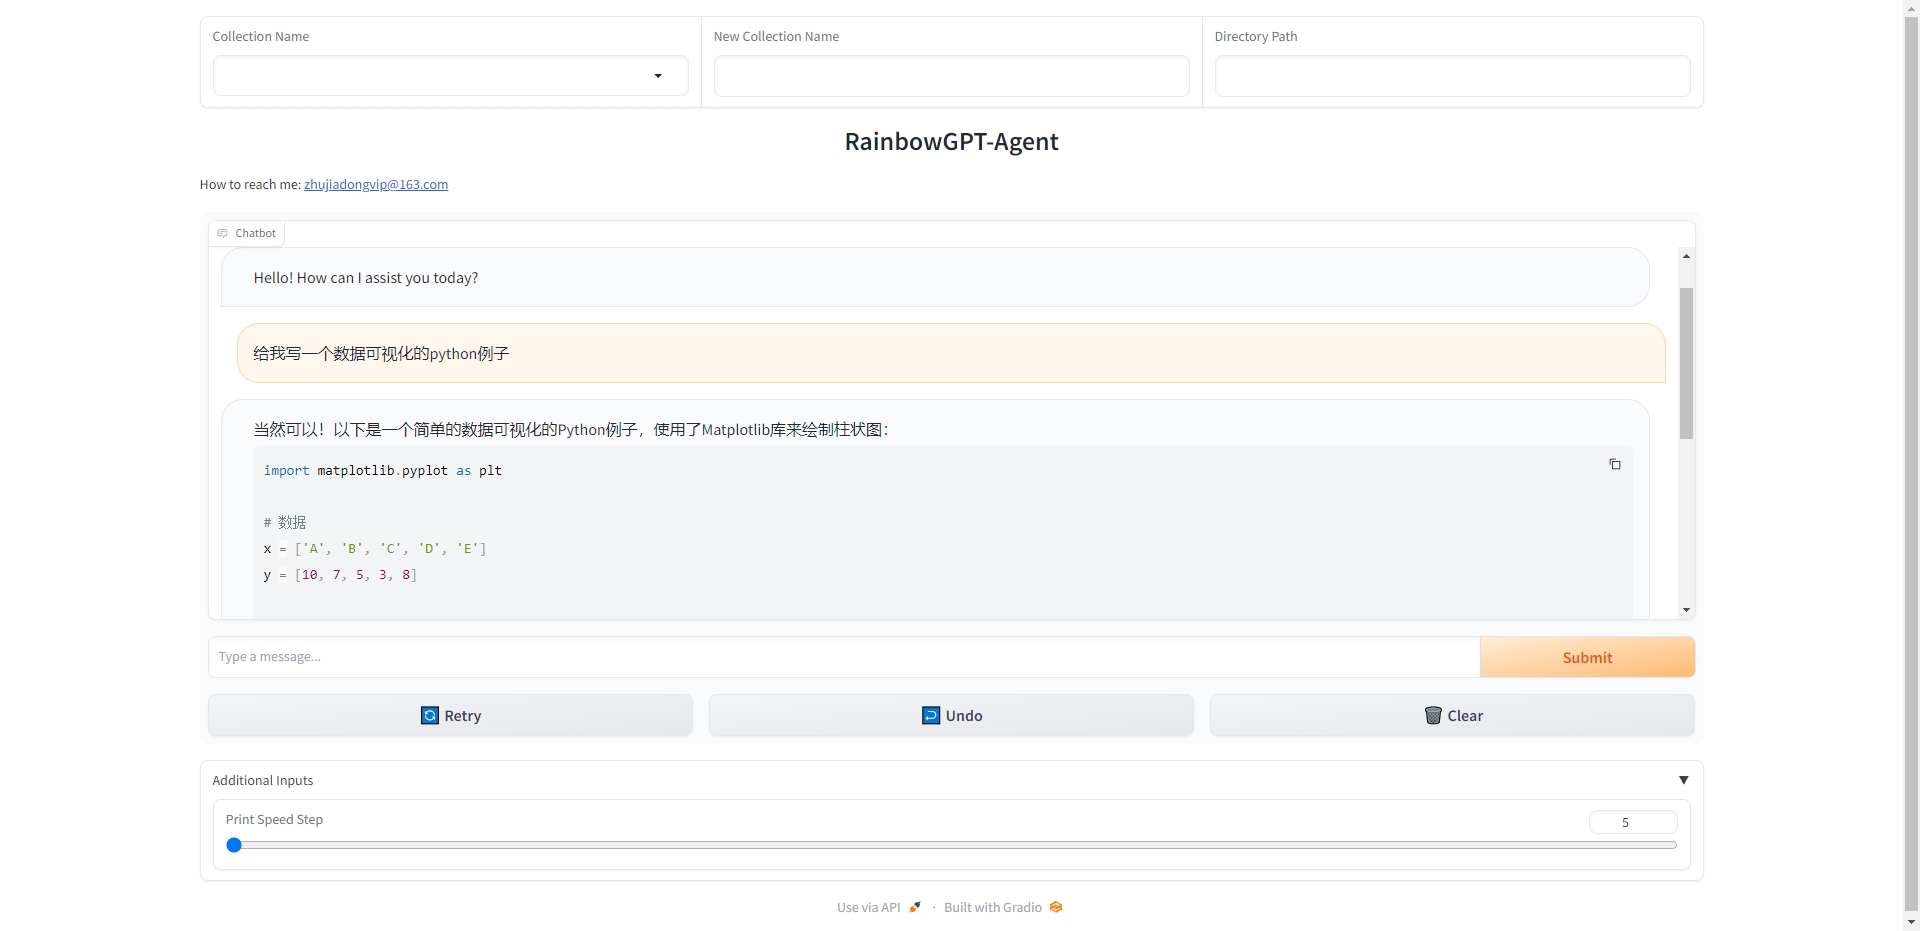 Collection Name
New Collection Name
Directory Path
RainbowGPT-Agent
How to reach me: zhujiadongvip@163.com
Chatbot
Hello! How can I assist you today?
给我写一个数据可视化的python例子
当然可以！以下是一个简单的数据可视化的Python例子，使用了Matplotlib库来绘制柱状图：
import matplotlib.pyplot as plt
# 数据
x = ['A', 'B', 'C', 'D', 'E']
y = [10, 7, 5, 3, 8]
Type a message...
Submit
Retry
Undo
Clear
Additional Inputs
Print Speed Step
5
Use via API · Built with Gradio